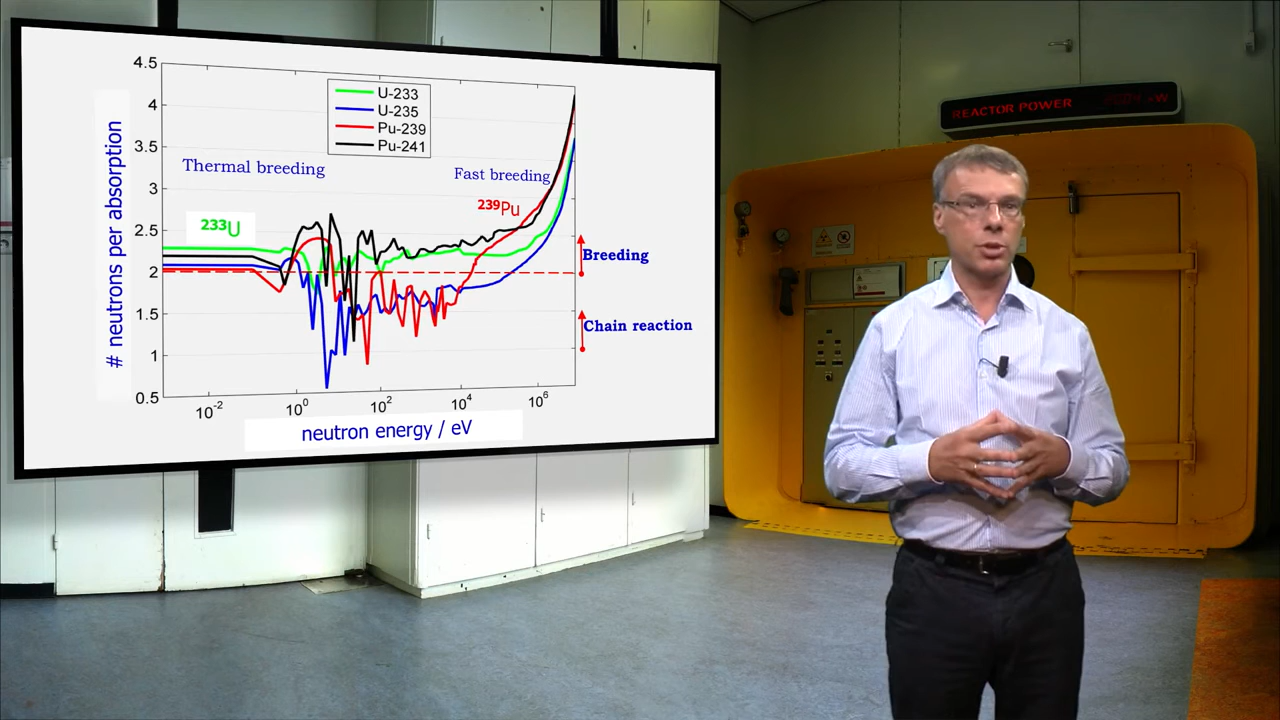 4.5
4
3.5
3
2.5
2
1.5
1
0.5
# neutrons per absorption
U-233
U-235
Pu-239
Pu-241
Thermal breeding
Fast breeding
²³³U
²³⁹Pu
Breeding
Chain reaction
10⁻²
10⁰
10²
10⁴
10⁶
neutron energy / eV
REACTOR POWER